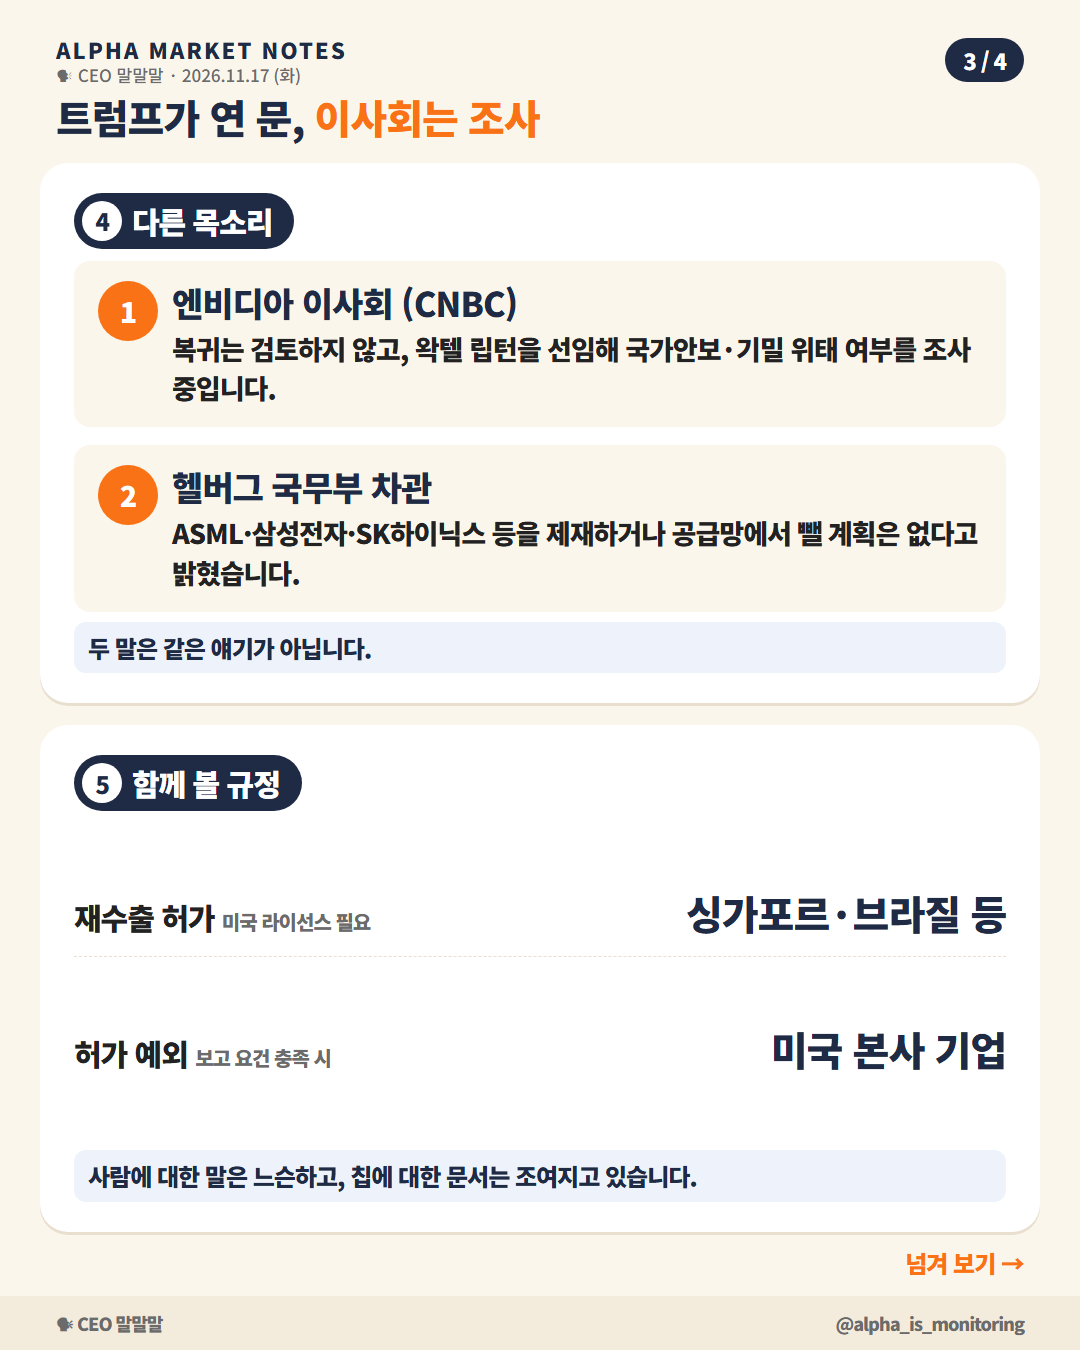 ALPHA MARKET NOTES
🗣 CEO 말말말 · 2026.11.17 (화)
3 / 4
트럼프가 연 문, 이사회는 조사
4 다른 목소리
1 엔비디아 이사회 (CNBC)
복귀는 검토하지 않고, 왁텔 립턴을 선임해 국가안보·기밀 위태 여부를 조사
중입니다.
2 헬버그 국무부 차관
ASML·삼성전자·SK하이닉스 등을 제재하거나 공급망에서 뺄 계획은 없다고
밝혔습니다.
두 말은 같은 얘기가 아닙니다.
5 함께 볼 규정
재수출 허가 미국 라이선스 필요 싱가포르·브라질 등
허가 예외 보고 요건 충족 시 미국 본사 기업
사람에 대한 말은 느슨하고, 칩에 대한 문서는 조여지고 있습니다.
넘겨 보기 →
🗣 CEO 말말말
@alpha_is_monitoring